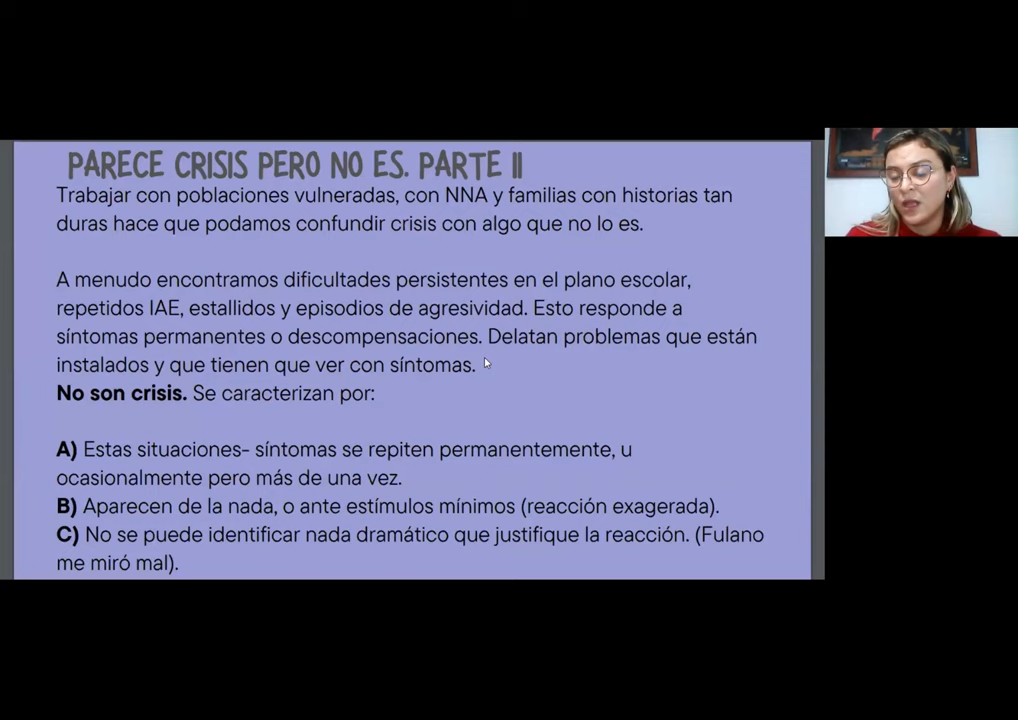 PARECE CRISIS PERO NO ES. PARTE II
Trabajar con poblaciones vulneradas, con NNA y familias con historias tan
duras hace que podamos confundir crisis con algo que no lo es.
A menudo encontramos dificultades persistentes en el plano escolar,
repetidos IAE, estallidos y episodios de agresividad. Esto responde a
síntomas permanentes o descompensaciones. Delatan problemas que están
instalados y que tienen que ver con síntomas.
No son crisis. Se caracterizan por:
A) Estas situaciones- síntomas se repiten permanentemente, u
ocasionalmente pero más de una vez.
B) Aparecen de la nada, o ante estímulos mínimos (reacción exagerada).
C) No se puede identificar nada dramático que justifique la reacción. (Fulano
me miró mal).